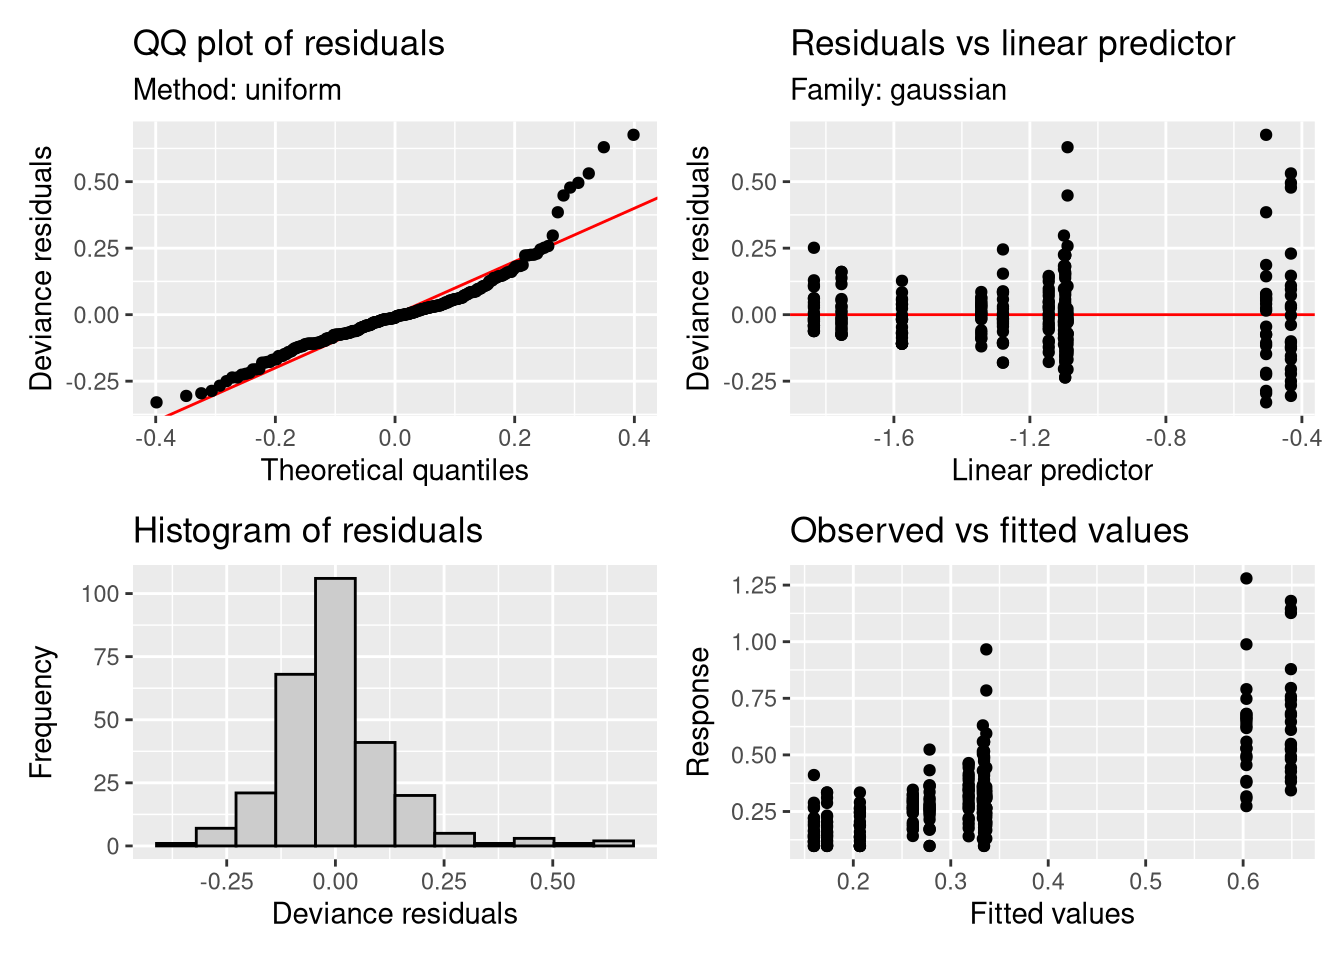 QQ plot of residuals
Method: uniform
Deviance residuals
0.50
0.25
0.00
-0.25
-0.4
-0.2
0.0
0.2
0.4
Theoretical quantiles
Residuals vs linear predictor
Family: gaussian
Deviance residuals
0.50
0.25
0.00
-0.25
-1.6
-1.2
-0.8
-0.4
Linear predictor
Histogram of residuals
Frequency
100
75
50
25
0
-0.25
0.00
0.25
0.50
Deviance residuals
Observed vs fitted values
Response
1.25
1.00
0.75
0.50
0.25
0.2
0.3
0.4
0.5
0.6
Fitted values